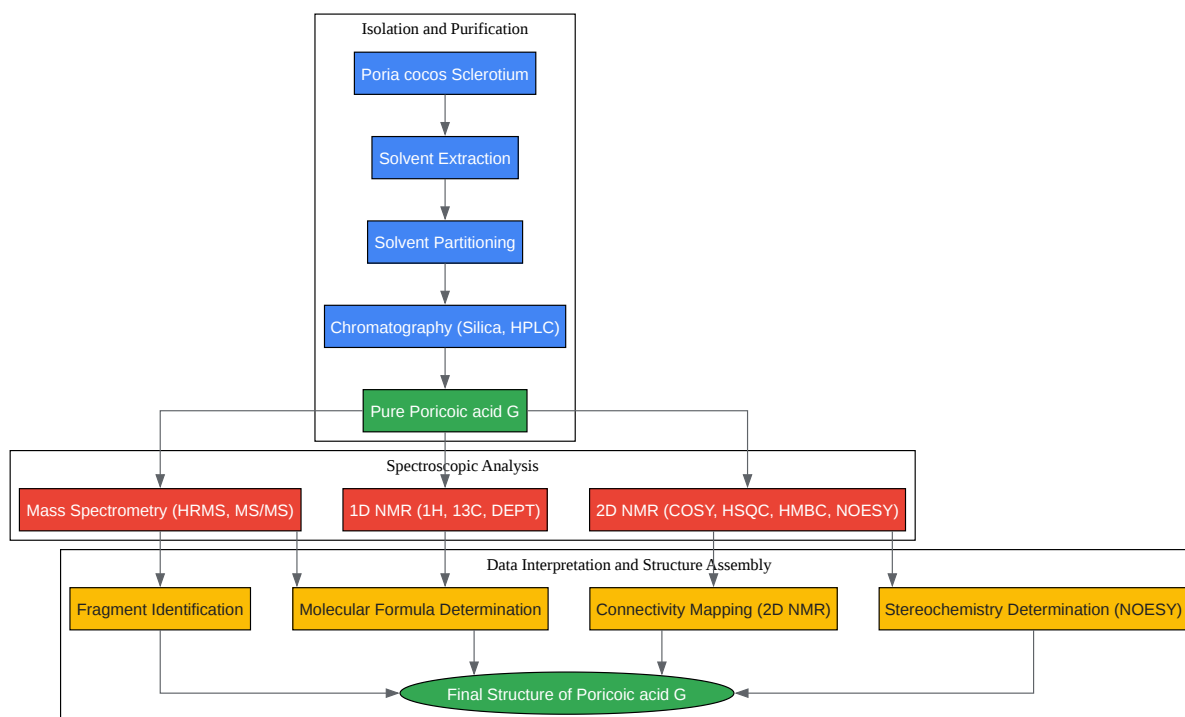 Isolation and Purification
Poria cocos Sclerotium
Solvent Extraction
Solvent Partitioning
Chromatography (Silica, HPLC)
Pure Poricoic acid G
Spectroscopic Analysis
Mass Spectrometry (HRMS, MS/MS)
1D NMR (1H, 13C, DEPT)
2D NMR (COSY, HSQC, HMBC, NOESY)
Data Interpretation and Structure Assembly
Fragment Identification
Molecular Formula Determination
Connectivity Mapping (2D NMR)
Stereochemistry Determination (NOESY)
Final Structure of Poricoic acid G